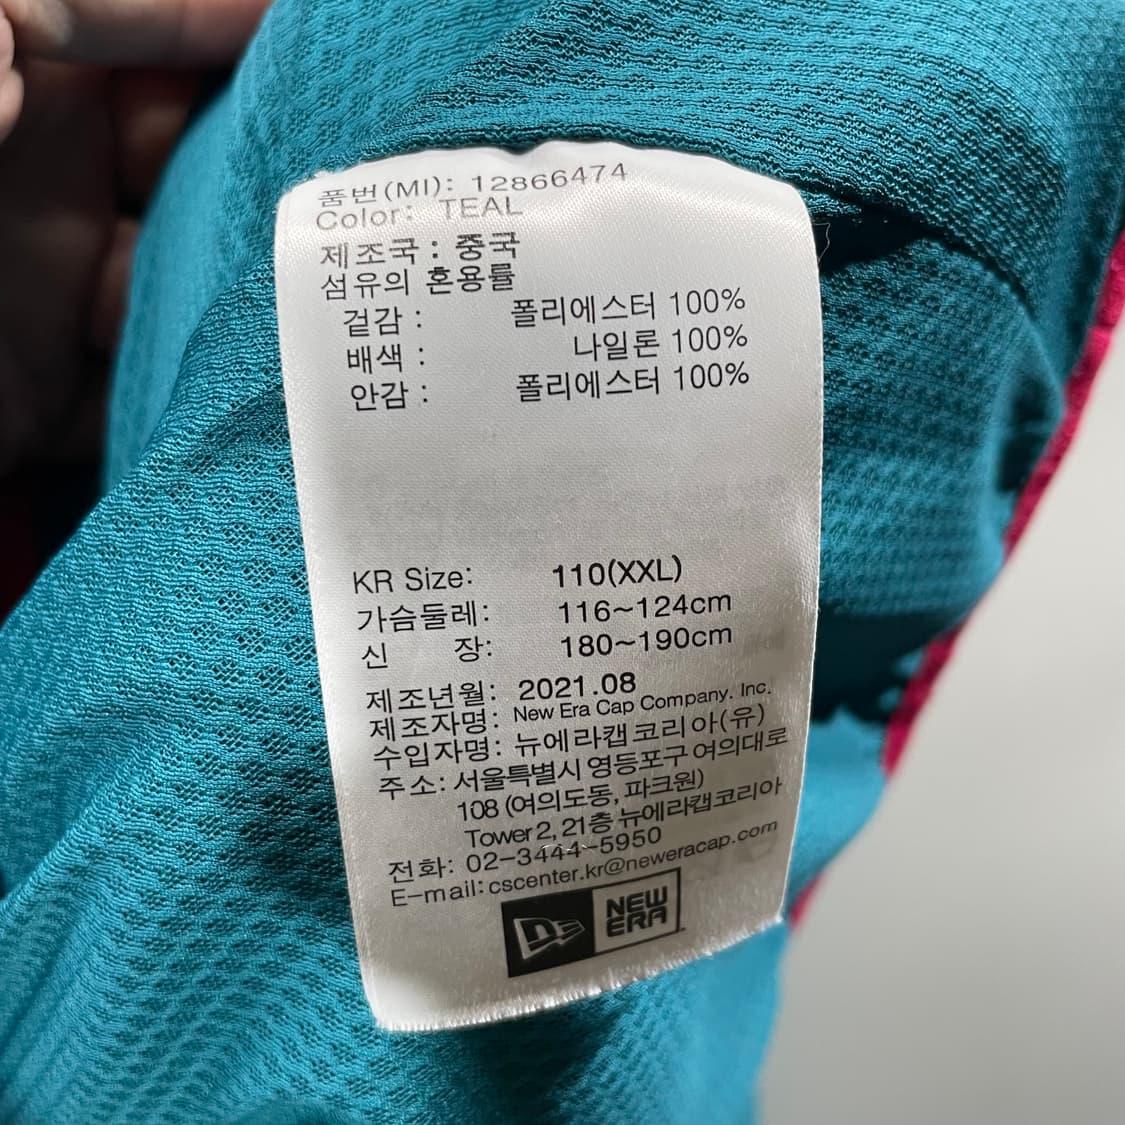 품번(MI): 12866474
Color: TEAL
제조국 : 중국
섬유의 혼용률
겉감 : 폴리에스터 100%
배색 : 나일론 100%
안감 : 폴리에스터 100%
KR Size: 110(XXL)
가슴둘레: 116~124cm
신 장: 180~190cm
제조년월: 2021.08
제조자명: New Era Cap Company. Inc.
수입자명: 뉴에라캡코리아(유)
주소: 서울특별시 영등포구 여의대로
108 (여의도동, 파크원)
Tower 2, 21층 뉴에라캡코리아
전화: 02-3444-5950
E-mail: cscenter.kr@neweracap.com
NEW
ERA